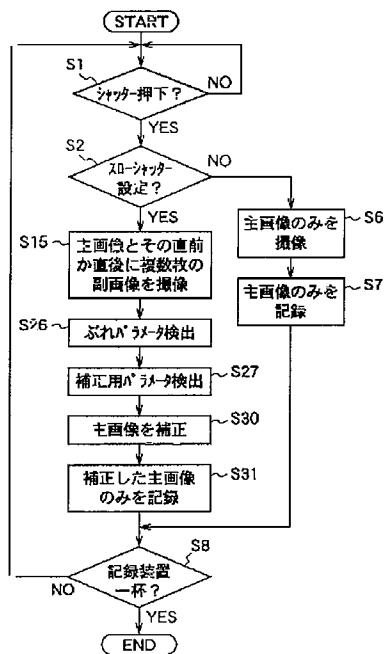 START
S1
シャッター押下?
NO
YES
S2
スローシャッター
設定?
NO
YES
S15
主画像とその直前
か直後に複数枚の
副画像を撮像
S6
主画像のみを
撮像
S7
主画像のみを
記録
S26
ぶれパラメータ検出
S27
補正用パラメータ検出
S30
主画像を補正
S31
補正した主画像
のみを記録
S8
記録装置
一杯?
NO
YES
END